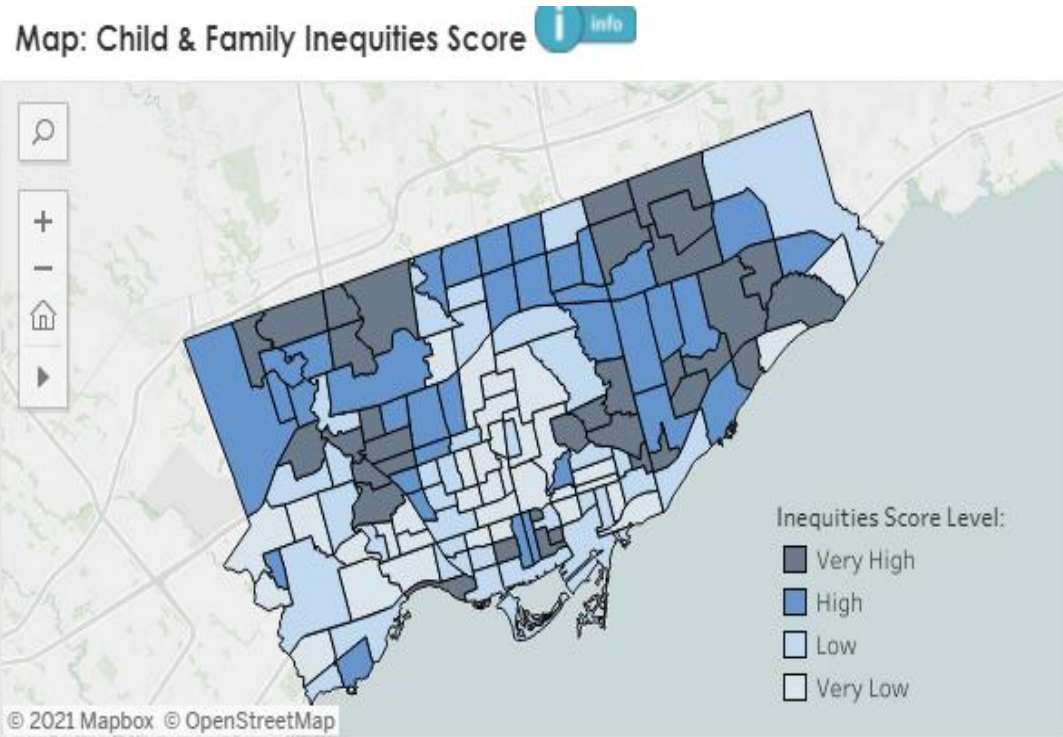 Map: Child & Family Inequities Score
i info
+
−
Inequities Score Level:
Very High
High
Low
Very Low
© 2021 Mapbox © OpenStreetMap